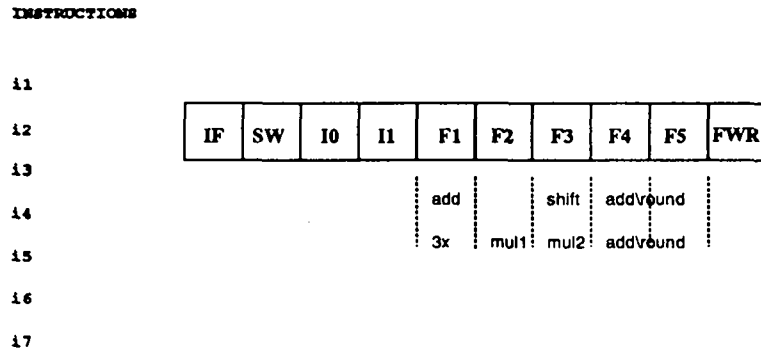 INSTRUCTIONS
i1
i2 IF SW I0 I1 F1 F2 F3 F4 F5 FWR
i3
add shift add\round
i4
3x mul1 mul2 add\round
i5
i6
i7